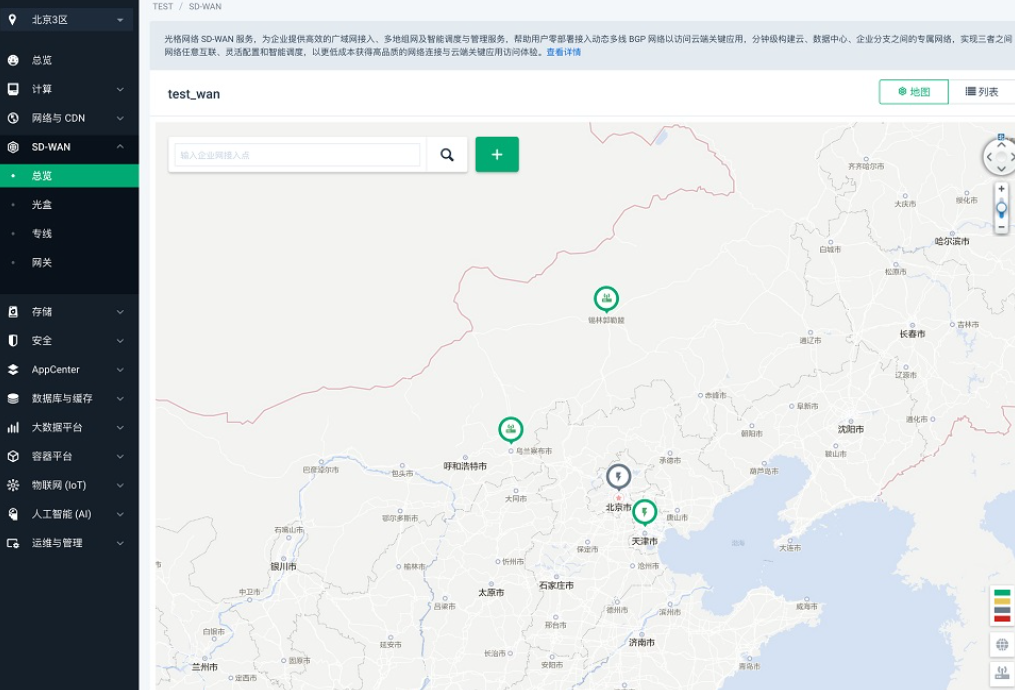 北京3区
TEST / SD-WAN
光格网络 SD-WAN 服务，为企业提供高效的广域网接入、多地组网及智能调度与管理服务，帮助用户零部署接入动态多线 BGP 网络以访问云端关键应用，分钟级构建云、数据中心、企业分支之间的专属网络，实现三者之间
网络任意互联、灵活配置和智能调度，以更低成本获得高品质的网络连接与云端关键应用访问体验。查看详情
总览
计算
网络与 CDN
SD-WAN
总览
光盒
专线
网关
存储
安全
AppCenter
数据库与缓存
大数据平台
容器平台
物联网 (IoT)
人工智能 (AI)
运维与管理
test_wan
地图
列表
输入企业网接入点
齐齐哈尔市
大庆市
绥化市
哈尔滨市
白城市
松原市
锡林郭勒盟
长春市
吉林市
通辽市
辽源市
赤峰市
阜新市
通化市
沈阳市
朝阳市
鞍山市
乌兰察布市
呼和浩特市
承德市
葫芦岛市
巴彦淖尔市
包头市
大同市
北京市
唐山市
鄂尔多斯市
天津市
石嘴山市
渤海
大连市
保定市
银川市
榆林市
忻州市
沧州市
石家庄市
中卫市
太原市
吕梁市
德州市
滨州市
威海市
白银市
邢台市
延安市
济南市
长治市
兰州市
固原市
安阳市
青岛市
定西市
市